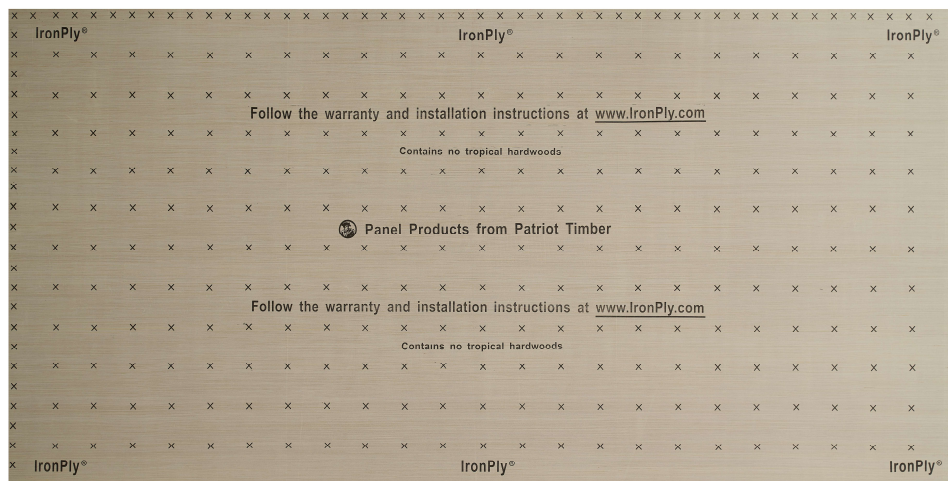 IronPly® IronPly® IronPly®
Follow the warranty and installation instructions at www.IronPly.com
Contains no tropical hardwoods
Panel Products from Patriot Timber
Follow the warranty and installation instructions at www.IronPly.com
Contains no tropical hardwoods
IronPly® IronPly® IronPly®